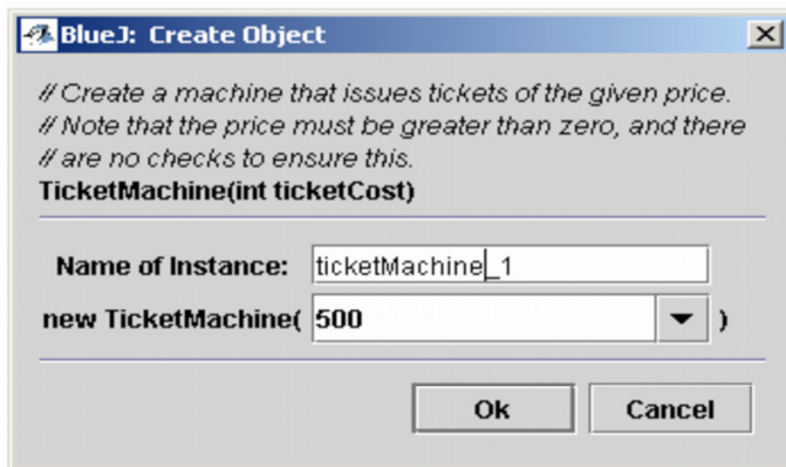 BlueJ: Create Object
// Create a machine that issues tickets of the given price.
// Note that the price must be greater than zero, and there
// are no checks to ensure this.
TicketMachine(int ticketCost)
Name of Instance: ticketMachine_1
new TicketMachine( 500 )
Ok Cancel